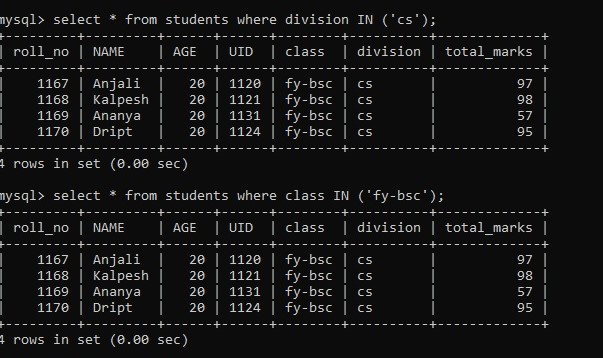 mysql> select * from students where division IN ('cs');
+---------+---------+------+------+--------+----------+-------------+
| roll_no | NAME    | AGE  | UID  | class  | division | total_marks |
+---------+---------+------+------+--------+----------+-------------+
|    1167 | Anjali  |   20 | 1120 | fy-bsc | cs       |          97 |
|    1168 | Kalpesh |   20 | 1121 | fy-bsc | cs       |          98 |
|    1169 | Ananya  |   20 | 1131 | fy-bsc | cs       |          57 |
|    1170 | Dript   |   20 | 1124 | fy-bsc | cs       |          95 |
+---------+---------+------+------+--------+----------+-------------+
4 rows in set (0.00 sec)

mysql> select * from students where class IN ('fy-bsc');
+---------+---------+------+------+--------+----------+-------------+
| roll_no | NAME    | AGE  | UID  | class  | division | total_marks |
+---------+---------+------+------+--------+----------+-------------+
|    1167 | Anjali  |   20 | 1120 | fy-bsc | cs       |          97 |
|    1168 | Kalpesh |   20 | 1121 | fy-bsc | cs       |          98 |
|    1169 | Ananya  |   20 | 1131 | fy-bsc | cs       |          57 |
|    1170 | Dript   |   20 | 1124 | fy-bsc | cs       |          95 |
+---------+---------+------+------+--------+----------+-------------+
4 rows in set (0.00 sec)